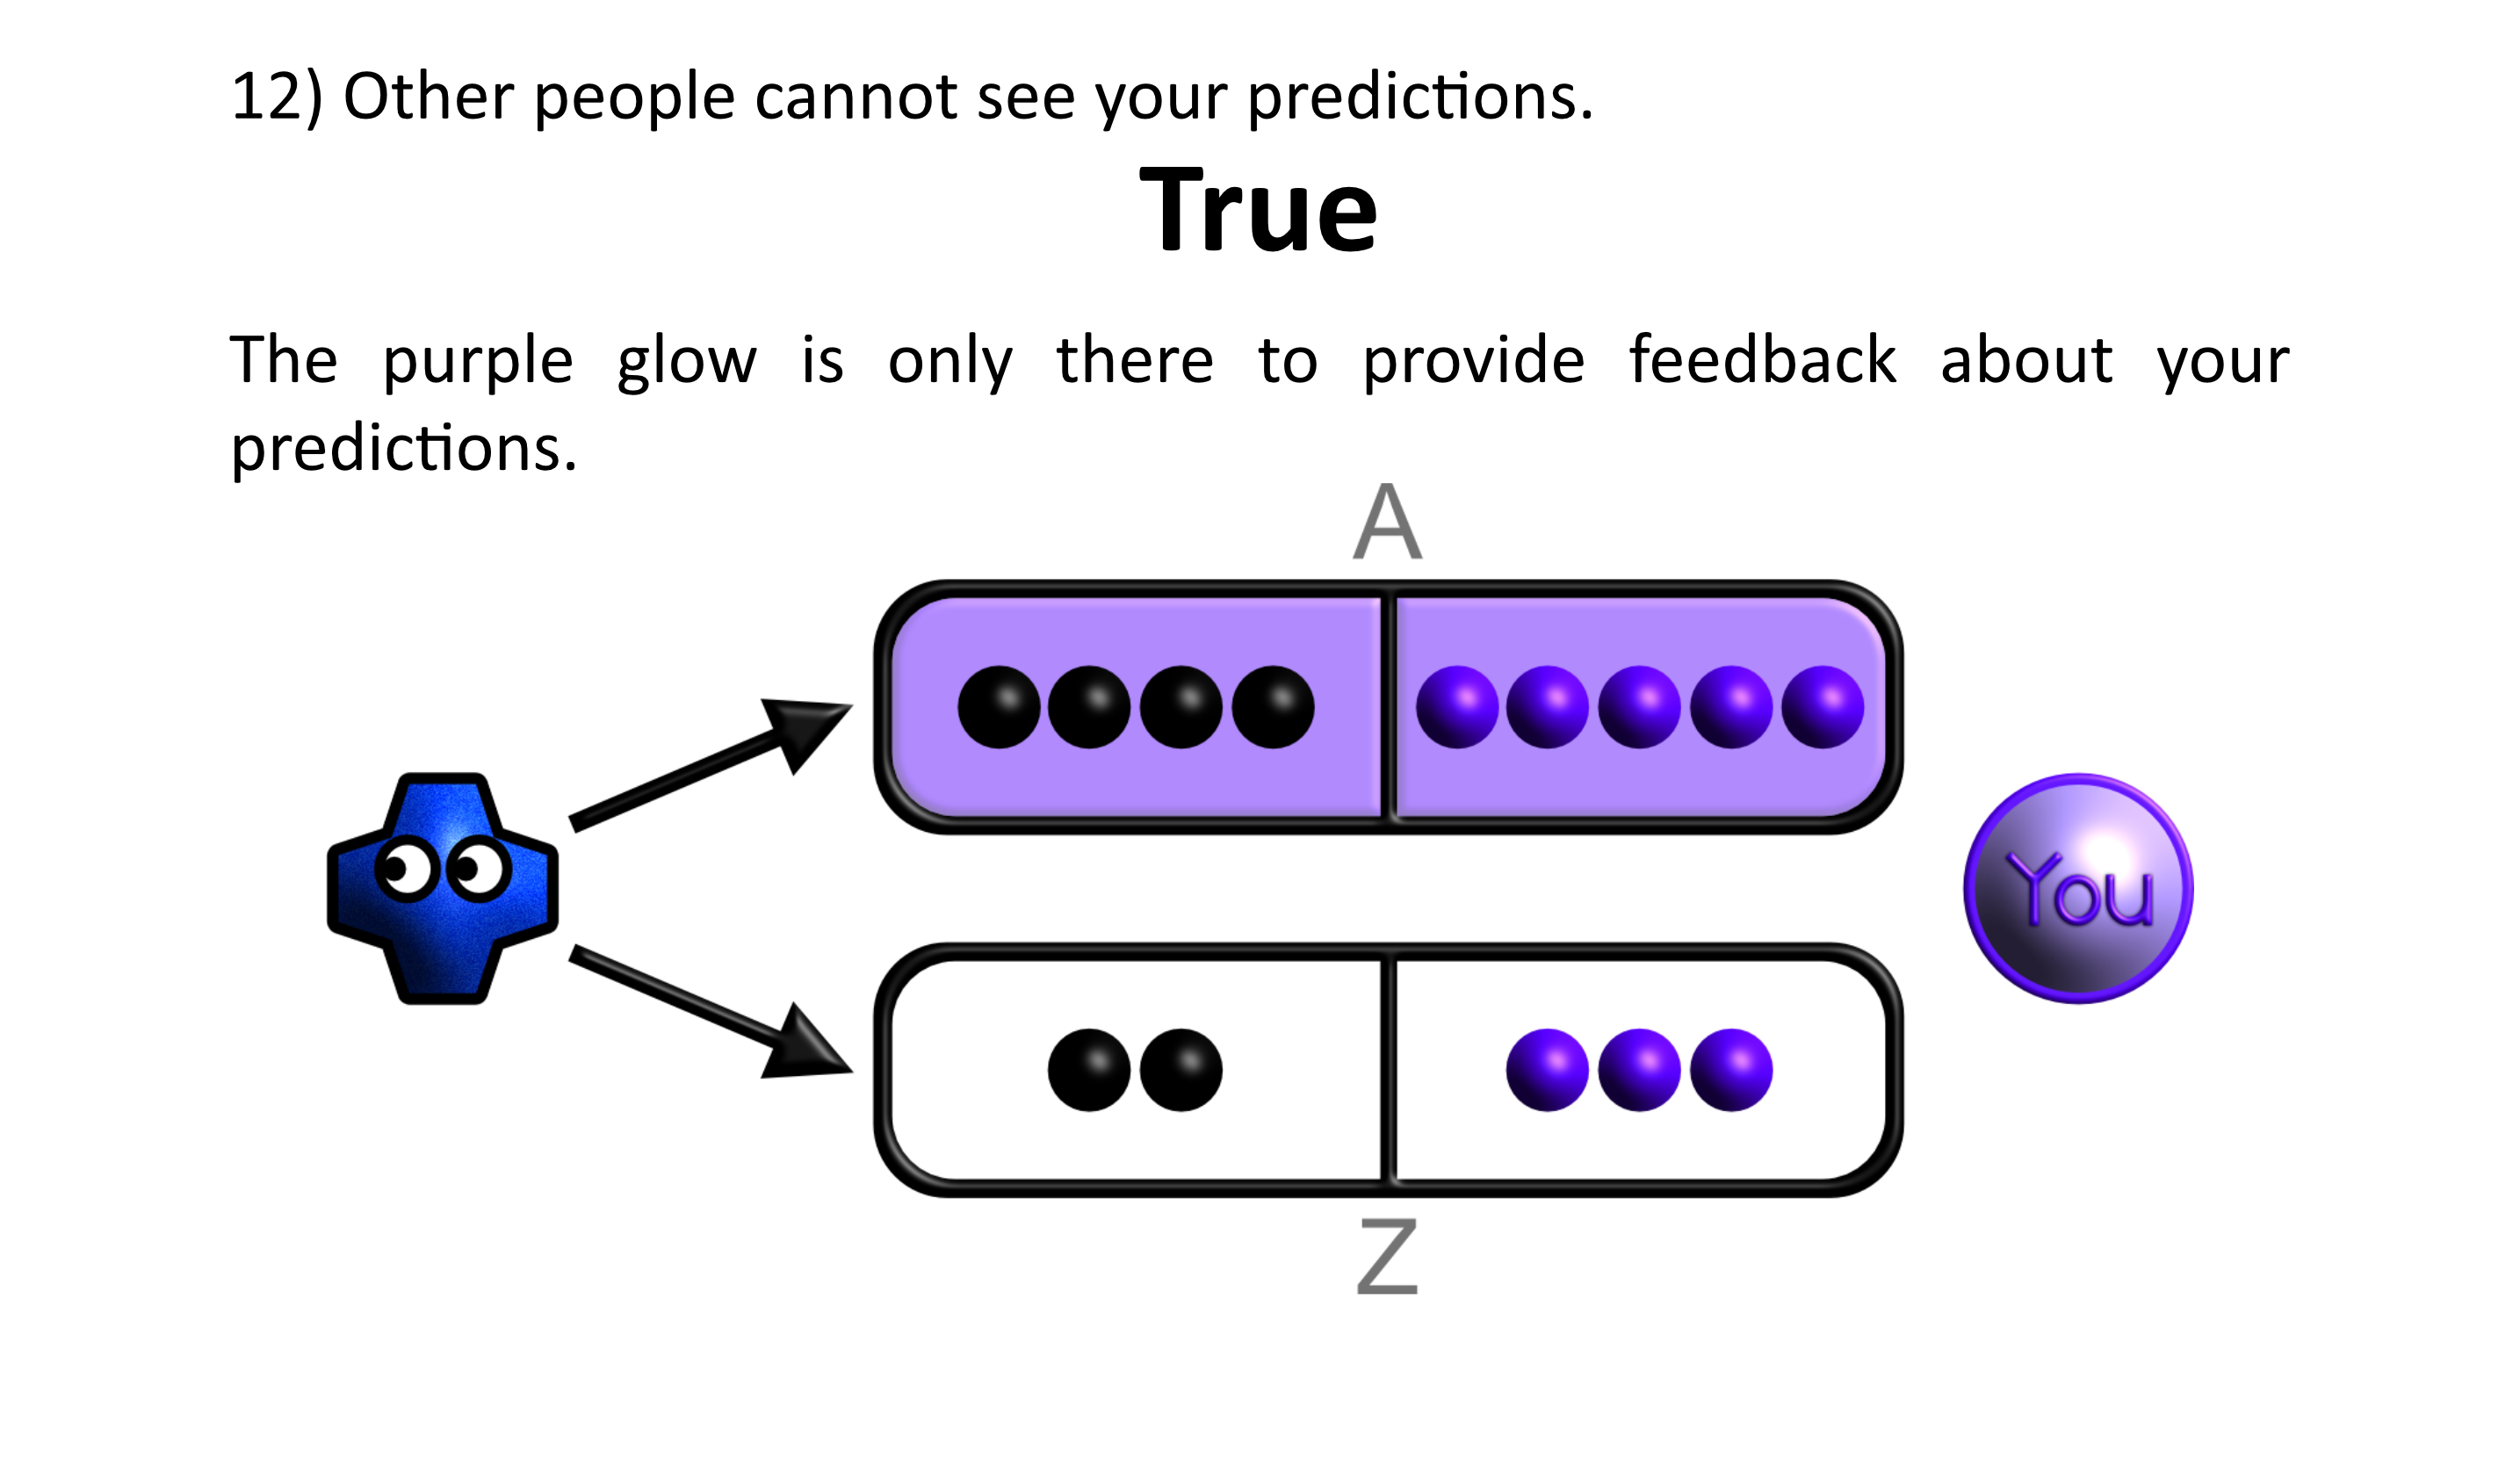 12) Other people cannot see your predictions.
True
The purple glow is only there to provide feedback about your
predictions.
A
You
Z